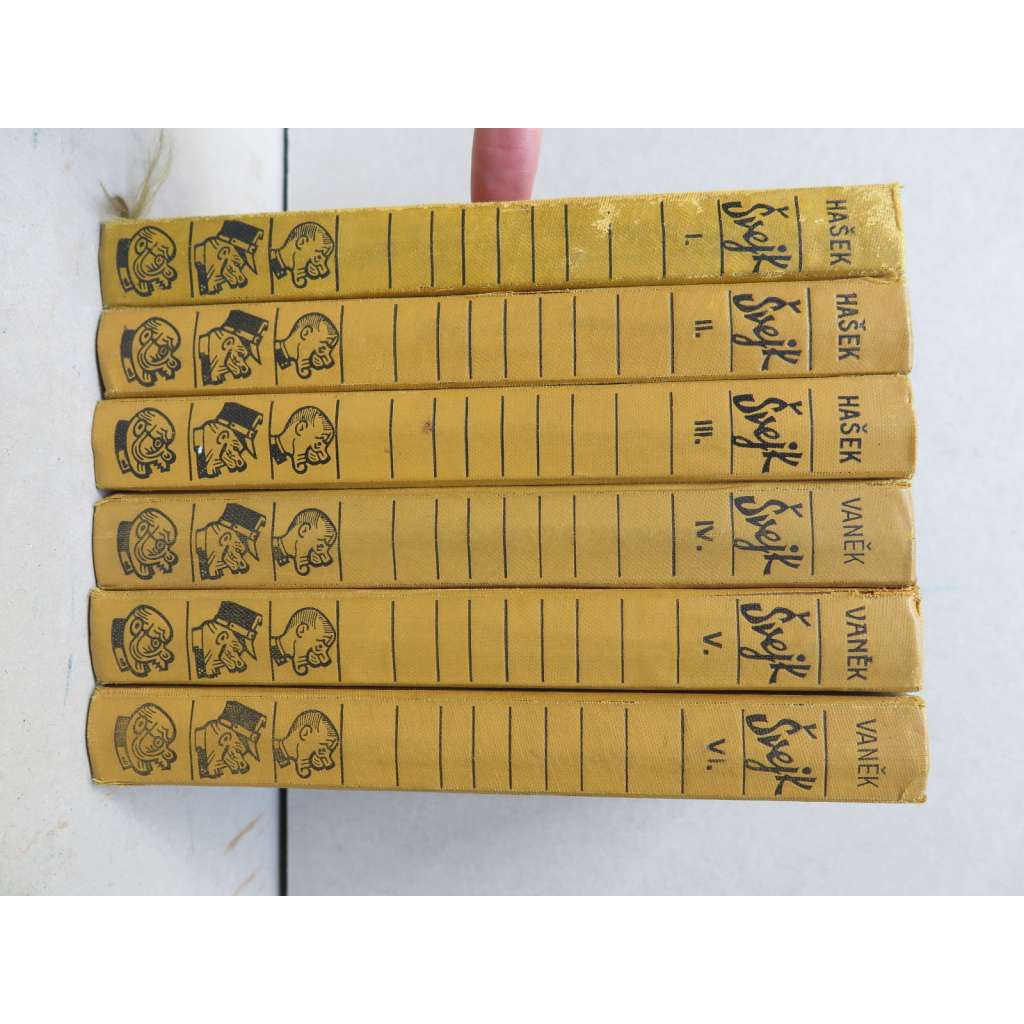 HAŠEK
Švejk
I.
HAŠEK
Švejk
II.
HAŠEK
Švejk
III.
VANĚK
Švejk
IV.
VANĚK
Švejk
V.
VANĚK
Švejk
VI.